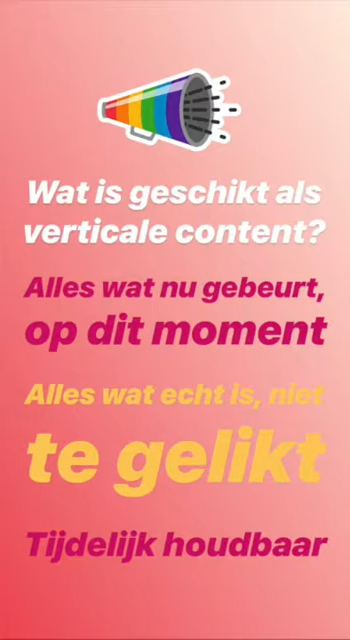 Wat is geschikt als
verticale content?
Alles wat nu gebeurt,
op dit moment
Alles wat echt is, niet
te gelikt
Tijdelijk houdbaar